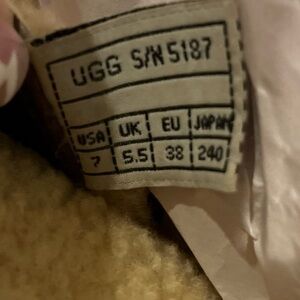 UGG S/N 5187
USA UK EU JAPAN
7 5.5 38 240